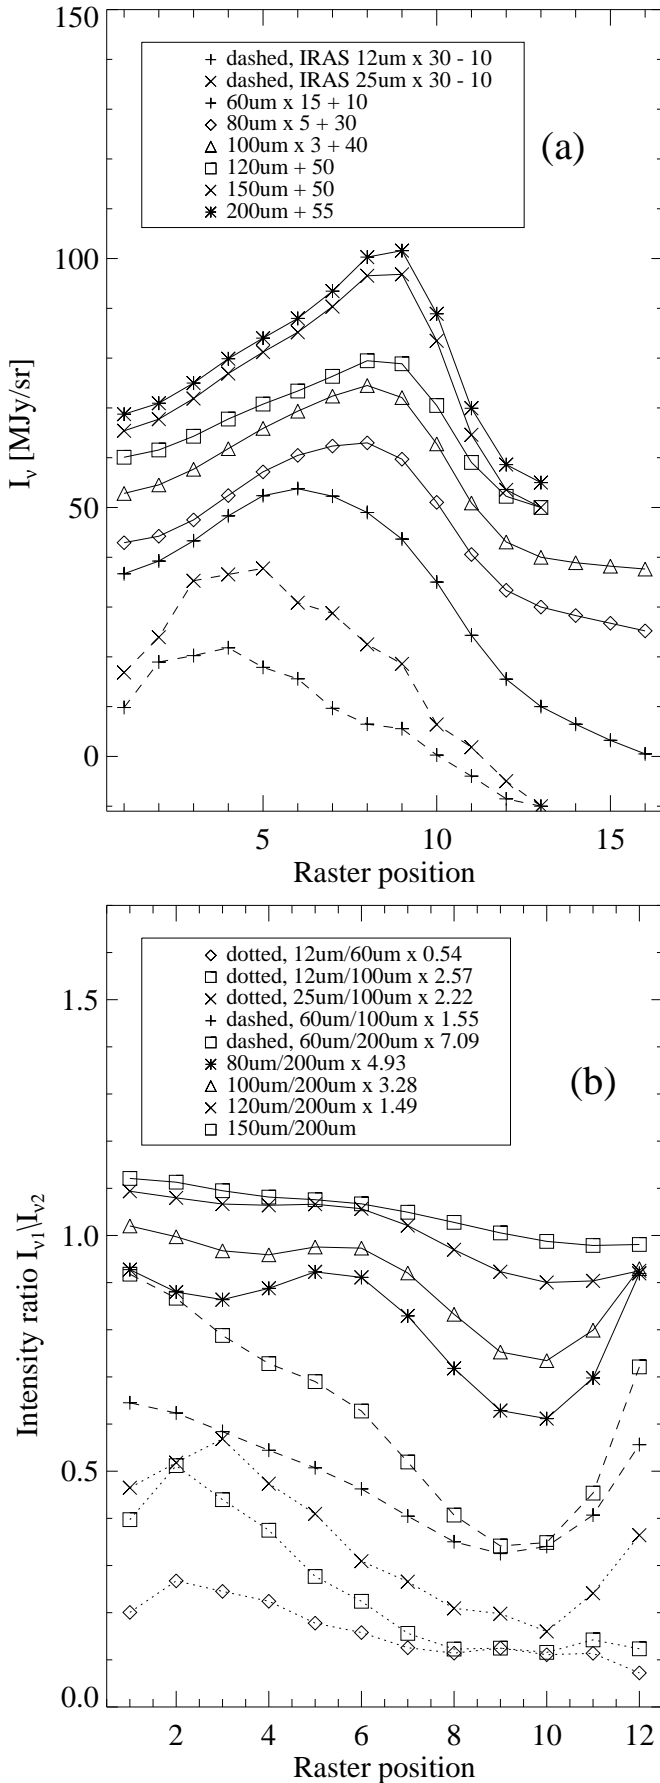 150
dashed, IRAS 12um x 30 - 10
dashed, IRAS 25um x 30 - 10
60um x 15 + 10
80um x 5 + 30
100um x 3 + 40
120um + 50
150um + 50
200um + 55
(a)
100
I_ν [MJy/sr]
50
0
5 10 15
Raster position
dotted, 12um/60um x 0.54
dotted, 12um/100um x 2.57
dotted, 25um/100um x 2.22
dashed, 60um/100um x 1.55
dashed, 60um/200um x 7.09
80um/200um x 4.93
100um/200um x 3.28
120um/200um x 1.49
150um/200um
1.5
(b)
1.0
Intensity ratio I_ν1\I_ν2
0.5
0.0
2 4 6 8 10 12
Raster position